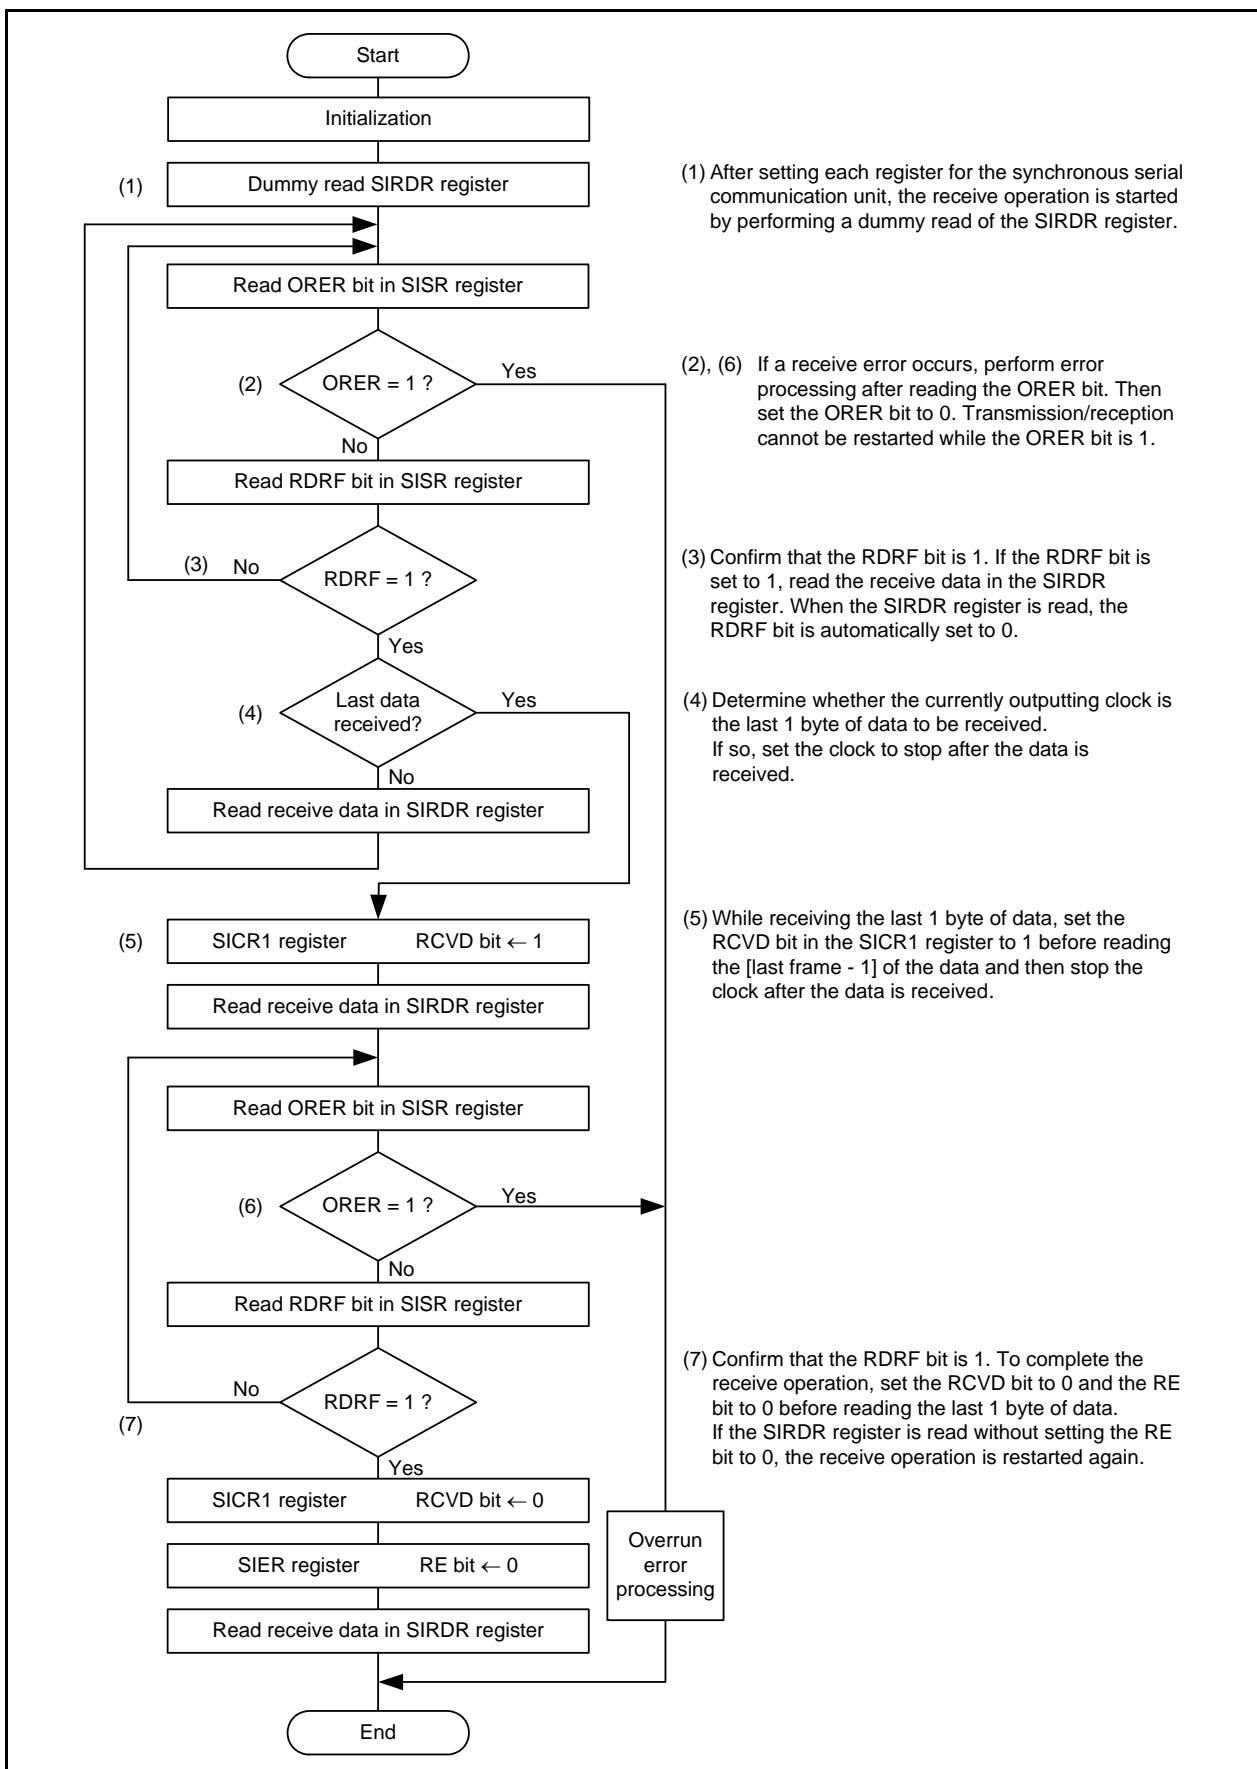 Start
Initialization
(1)
Dummy read SIRDR register
(1) After setting each register for the synchronous serial
communication unit, the receive operation is started
by performing a dummy read of the SIRDR register.
Read ORER bit in SISR register
(2)
ORER = 1 ?
Yes
No
(2), (6) If a receive error occurs, perform error
processing after reading the ORER bit. Then
set the ORER bit to 0. Transmission/reception
cannot be restarted while the ORER bit is 1.
Read RDRF bit in SISR register
(3)
No
RDRF = 1 ?
Yes
(3) Confirm that the RDRF bit is 1. If the RDRF bit is
set to 1, read the receive data in the SIRDR
register. When the SIRDR register is read, the
RDRF bit is automatically set to 0.
(4)
Last data
received?
Yes
No
(4) Determine whether the currently outputting clock is
the last 1 byte of data to be received.
If so, set the clock to stop after the data is
received.
Read receive data in SIRDR register
(5)
SICR1 register RCVD bit ← 1
(5) While receiving the last 1 byte of data, set the
RCVD bit in the SICR1 register to 1 before reading
the [last frame - 1] of the data and then stop the
clock after the data is received.
Read receive data in SIRDR register
Read ORER bit in SISR register
(6)
ORER = 1 ?
Yes
No
Read RDRF bit in SISR register
No
(7)
RDRF = 1 ?
Yes
(7) Confirm that the RDRF bit is 1. To complete the
receive operation, set the RCVD bit to 0 and the RE
bit to 0 before reading the last 1 byte of data.
If the SIRDR register is read without setting the RE
bit to 0, the receive operation is restarted again.
SICR1 register RCVD bit ← 0
SIER register RE bit ← 0
Overrun
error
processing
Read receive data in SIRDR register
End